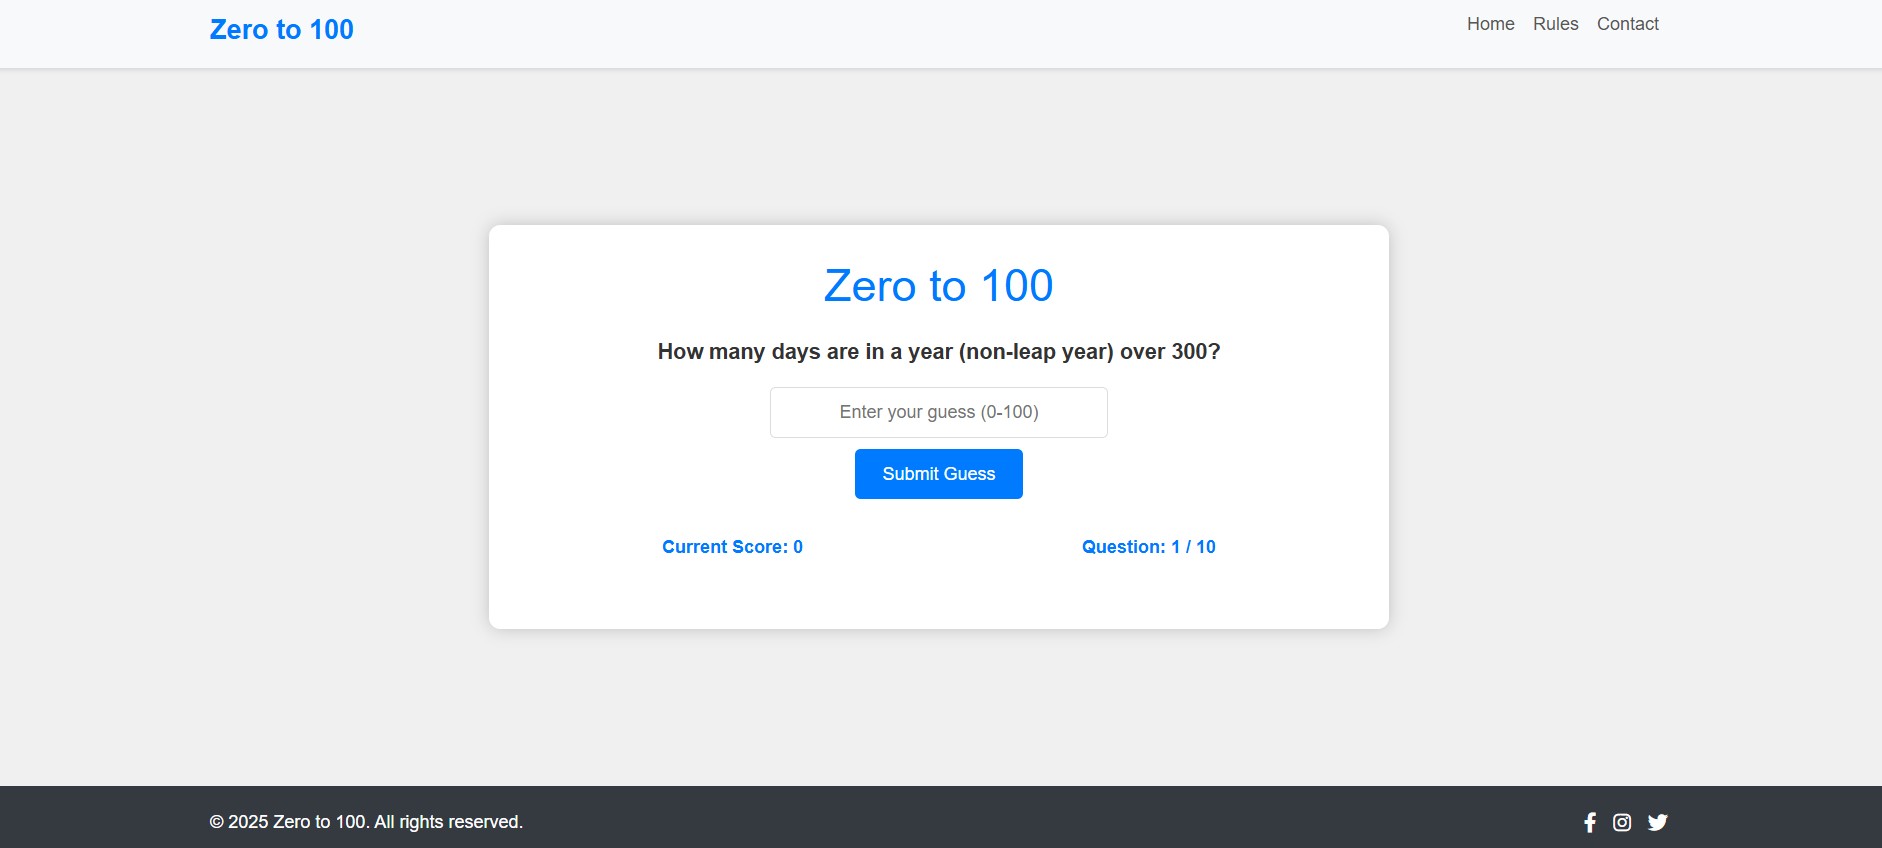 Zero to 100
Home Rules Contact
Zero to 100
How many days are in a year (non-leap year) over 300?
Enter your guess (0-100)
Submit Guess
Current Score: 0
Question: 1 / 10
© 2025 Zero to 100. All rights reserved.